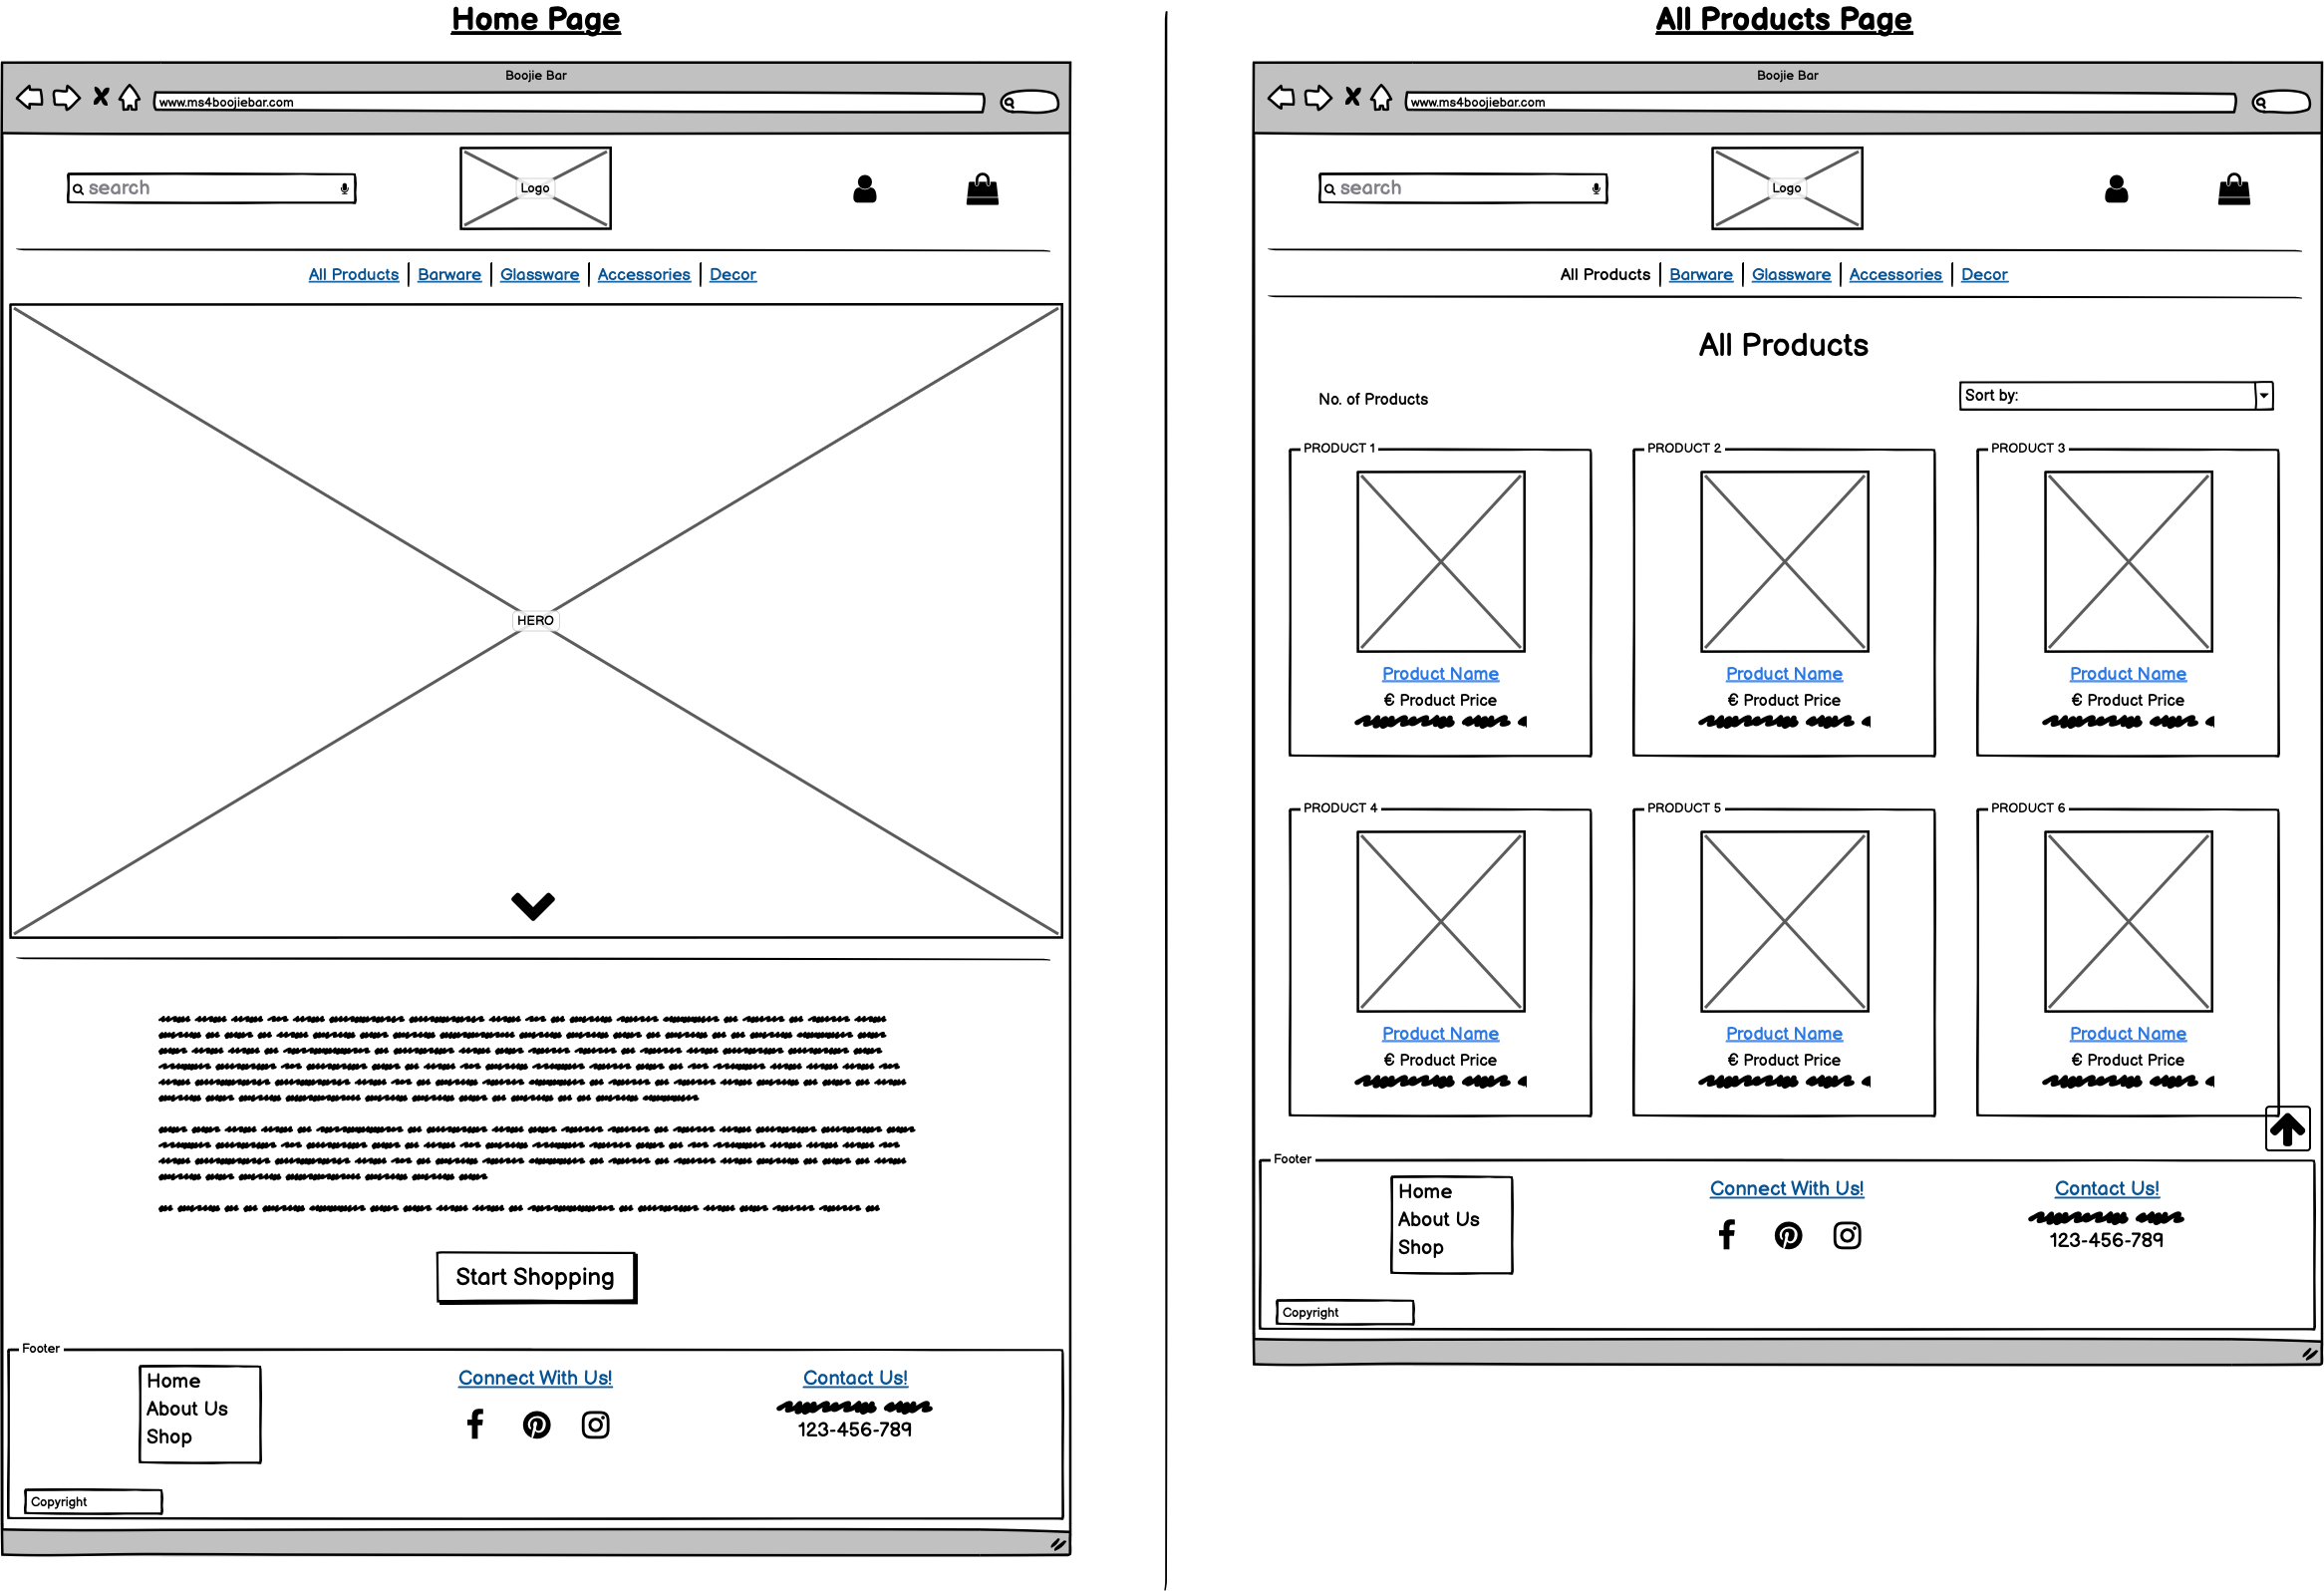 Home Page
Boojie Bar
www.ms4boojiebar.com
search
Logo
All Products
Barware
Glassware
Accessories
Decor
HERO
Start Shopping
Footer
Home
About Us
Shop
Connect With Us!
Contact Us!
123-456-789
Copyright
All Products Page
Boojie Bar
www.ms4boojiebar.com
search
Logo
All Products
Barware
Glassware
Accessories
Decor
All Products
No. of Products
Sort by:
PRODUCT 1
Product Name
€ Product Price
PRODUCT 2
Product Name
€ Product Price
PRODUCT 3
Product Name
€ Product Price
PRODUCT 4
Product Name
€ Product Price
PRODUCT 5
Product Name
€ Product Price
PRODUCT 6
Product Name
€ Product Price
Footer
Home
About Us
Shop
Connect With Us!
Contact Us!
123-456-789
Copyright